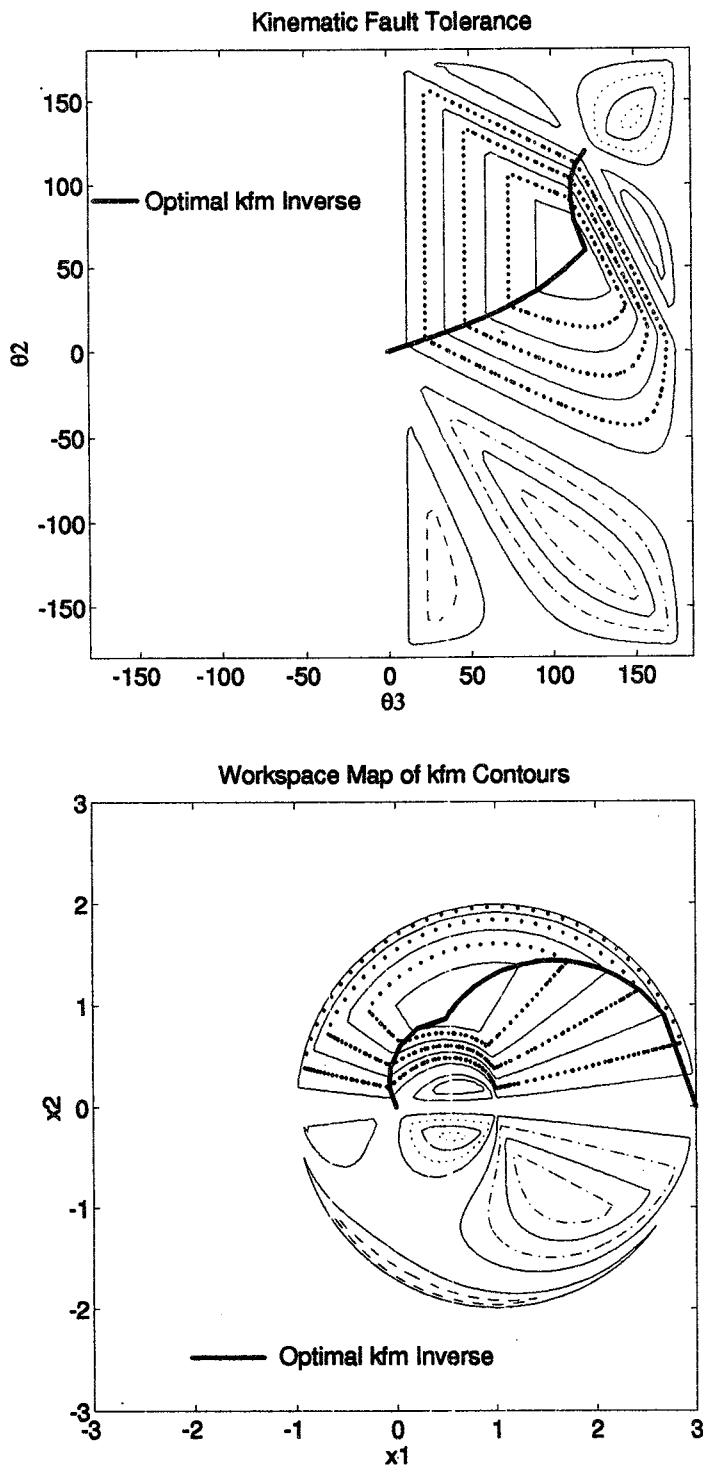 Kinematic Fault Tolerance
150
100
50
0
-50
-100
-150
θ2
Optimal kfm Inverse
-150 -100 -50 0 50 100 150
θ3
Workspace Map of kfm Contours
3
2
1
0
-1
-2
-3
x2
Optimal kfm Inverse
-3 -2 -1 0 1 2 3
x1